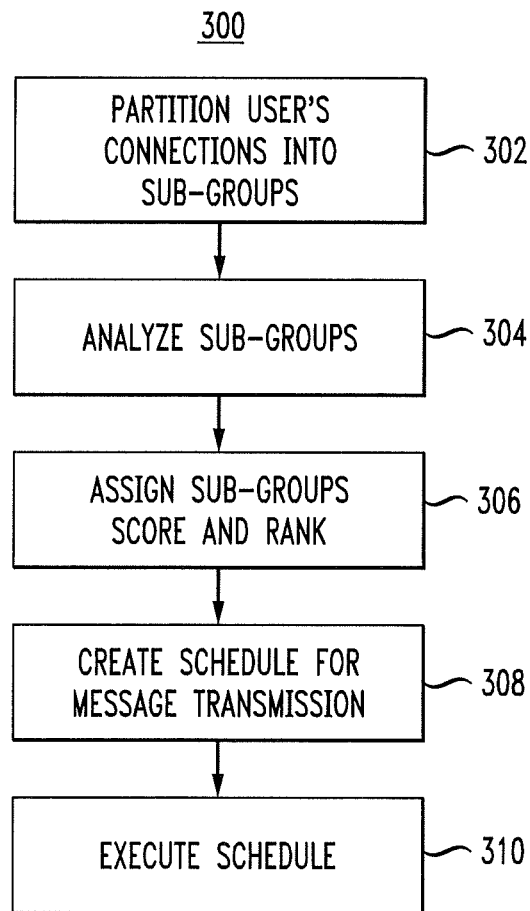 300
PARTITION USER'S
CONNECTIONS INTO
SUB-GROUPS
302
ANALYZE SUB-GROUPS
304
ASSIGN SUB-GROUPS
SCORE AND RANK
306
CREATE SCHEDULE FOR
MESSAGE TRANSMISSION
308
EXECUTE SCHEDULE
310